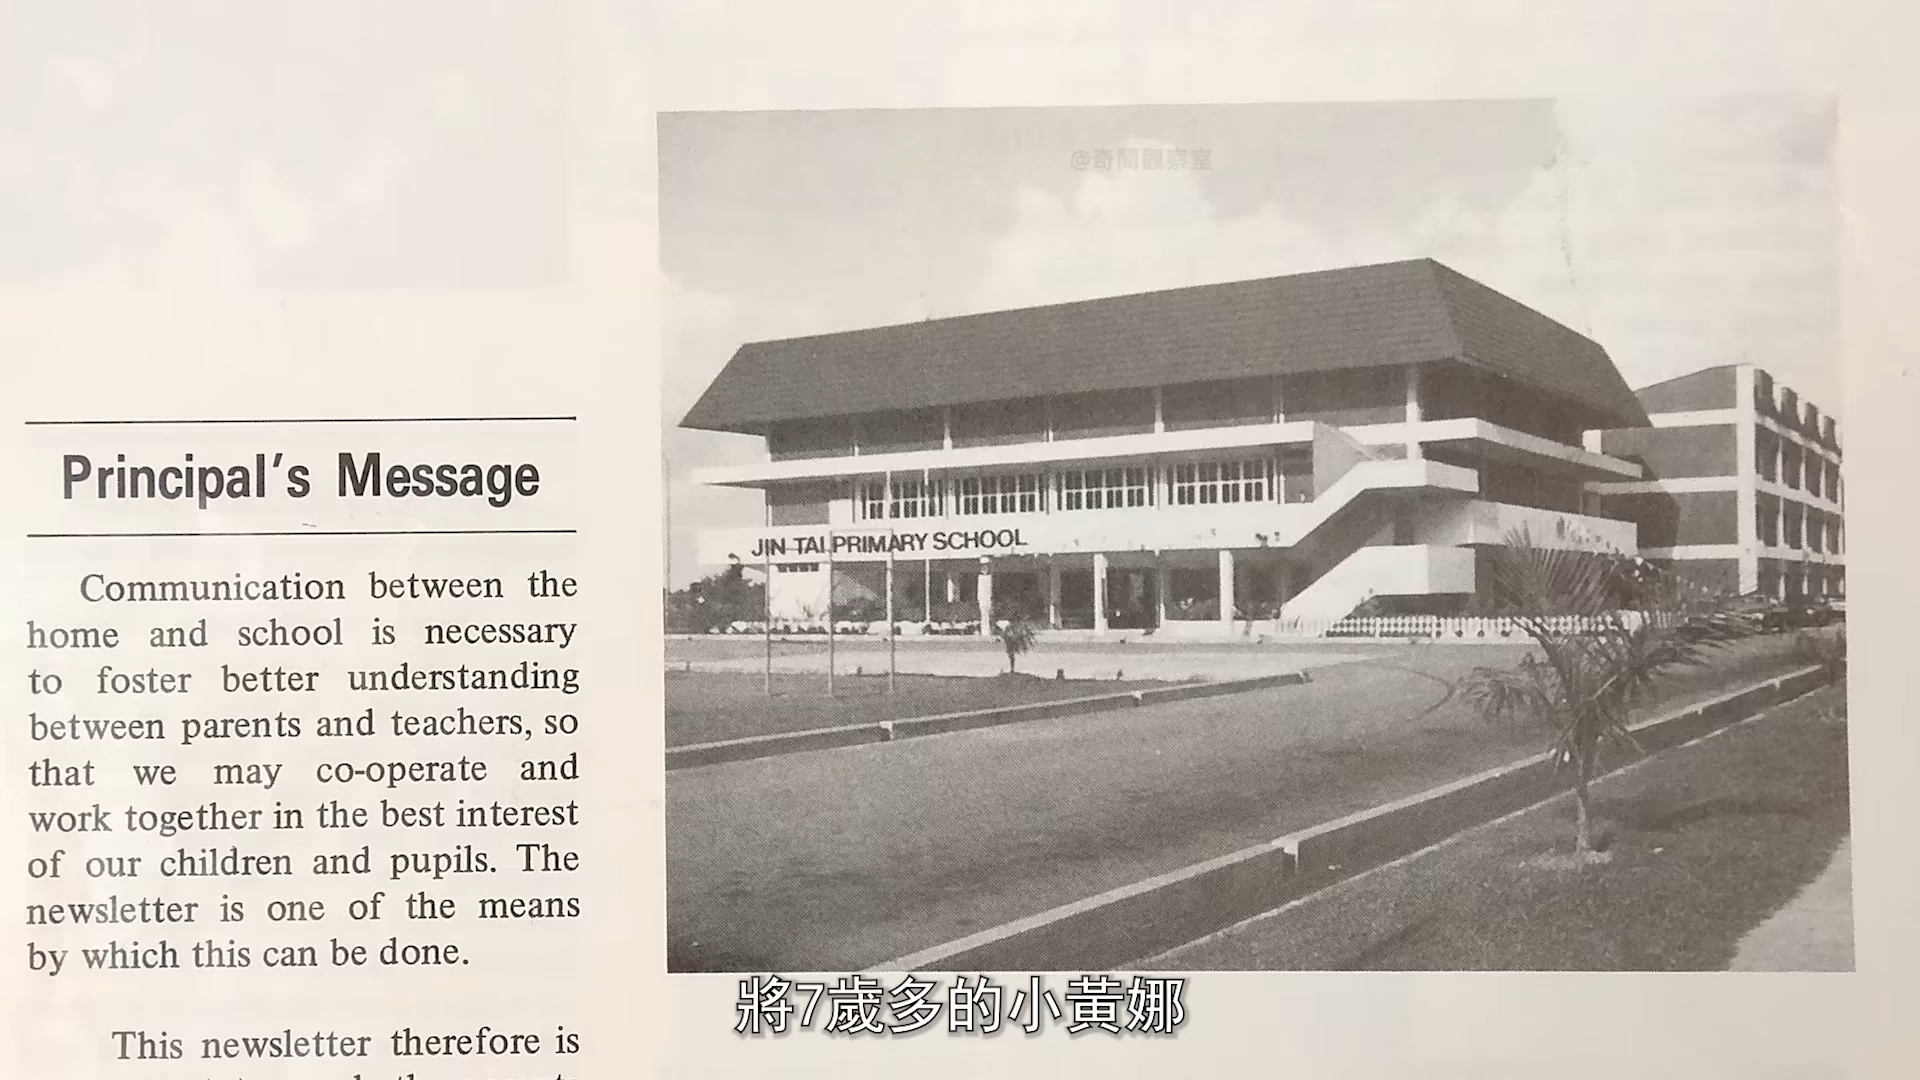 @奇聞觀察室
Principal's Message
JIN TAI PRIMARY SCHOOL
Communication between the
home and school is necessary
to foster better understanding
between parents and teachers, so
that we may co-operate and
work together in the best interest
of our children and pupils. The
newsletter is one of the means
by which this can be done.
將7歲多的小黃娜
This newsletter therefore is